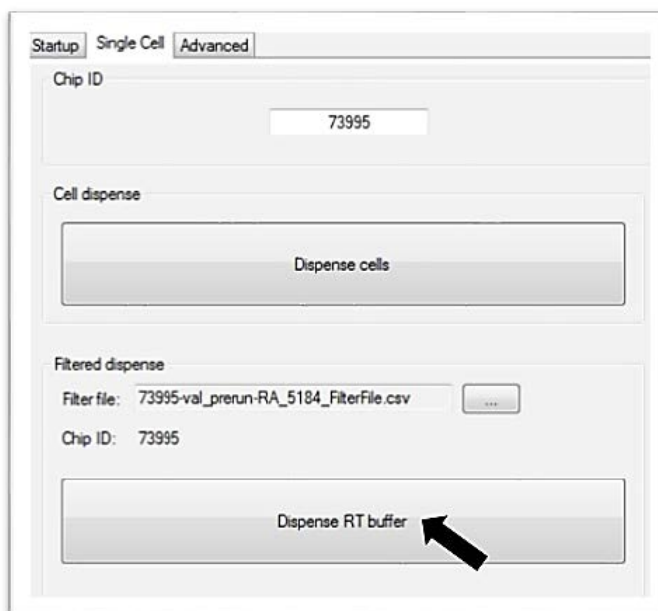 Startup Single Cell Advanced
Chip ID
73995
Cell dispense
Dispense cells
Filtered dispense
Filter file: 73995-val_prerun-RA_5184_FilterFile.csv ...
Chip ID: 73995
Dispense RT buffer